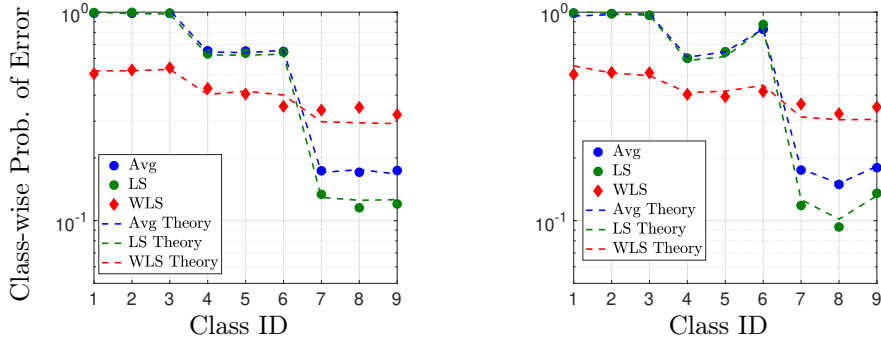 Class-wise Prob. of Error
10^0
10^-1
Avg
LS
WLS
Avg Theory
LS Theory
WLS Theory
1 2 3 4 5 6 7 8 9
Class ID
10^0
10^-1
Avg
LS
WLS
Avg Theory
LS Theory
WLS Theory
1 2 3 4 5 6 7 8 9
Class ID